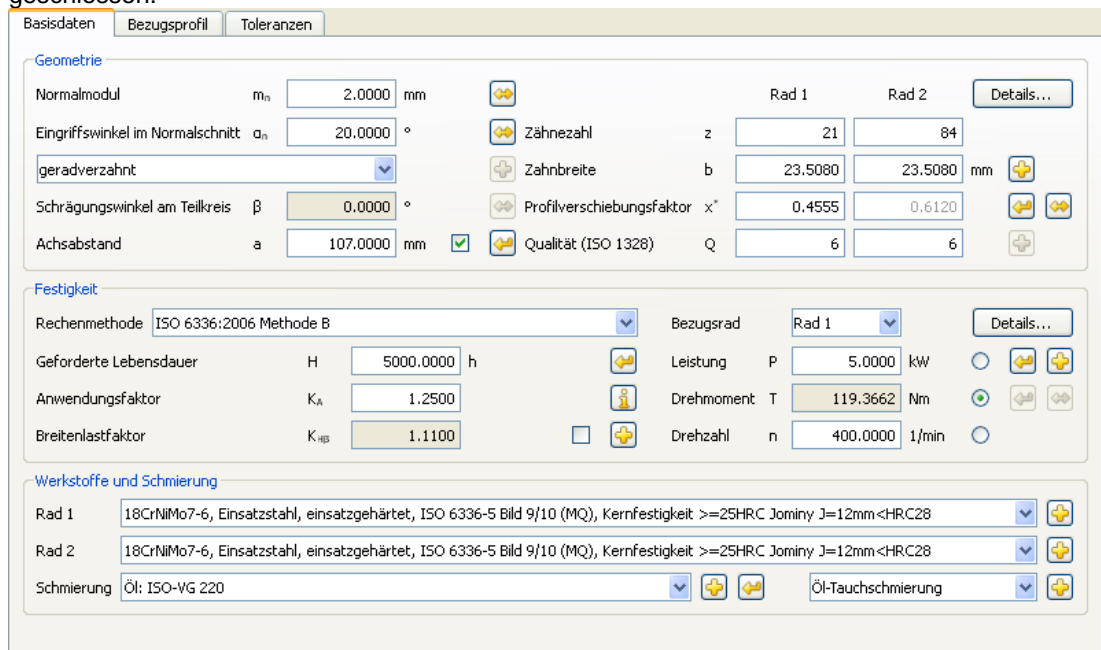 geschlossen.
Basisdaten Bezugsprofil Toleranzen
Geometrie
Normalmodul mₙ 2.0000 mm Rad 1 Rad 2 Details...
Eingriffswinkel im Normalschnitt αₙ 20.0000 ° Zähnezahl z 21 84
geradverzahnt Zahnbreite b 23.5080 23.5080 mm
Schrägungswinkel am Teilkreis β 0.0000 ° Profilverschiebungsfaktor x* 0.4555 0.6120
Achsabstand a 107.0000 mm Qualität (ISO 1328) Q 6 6
Festigkeit
Rechenmethode ISO 6336:2006 Methode B Bezugsrad Rad 1 Details...
Geforderte Lebensdauer H 5000.0000 h Leistung P 5.0000 kW
Anwendungsfaktor K_A 1.2500 Drehmoment T 119.3662 Nm
Breitenlastfaktor K_Hβ 1.1100 Drehzahl n 400.0000 1/min
Werkstoffe und Schmierung
Rad 1 18CrNiMo7-6, Einsatzstahl, einsatzgehärtet, ISO 6336-5 Bild 9/10 (MQ), Kernfestigkeit >=25HRC Jominy J=12mm<HRC28
Rad 2 18CrNiMo7-6, Einsatzstahl, einsatzgehärtet, ISO 6336-5 Bild 9/10 (MQ), Kernfestigkeit >=25HRC Jominy J=12mm<HRC28
Schmierung Öl: ISO-VG 220 Öl-Tauchschmierung